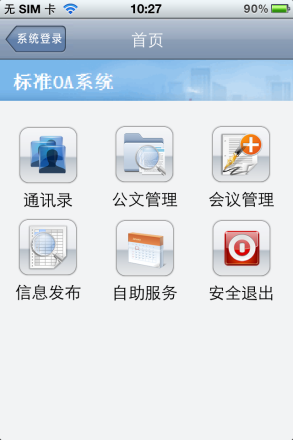 无 SIM 卡 10:27 90%
系统登录 首页
标准OA系统
通讯录 公文管理 会议管理
信息发布 自助服务 安全退出